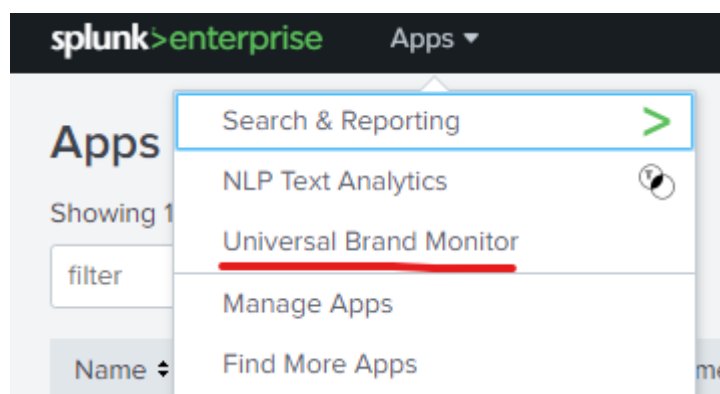 splunk>enterprise Apps
Apps
Search & Reporting >
NLP Text Analytics
Showing 1
Universal Brand Monitor
filter
Manage Apps
Name
Find More Apps